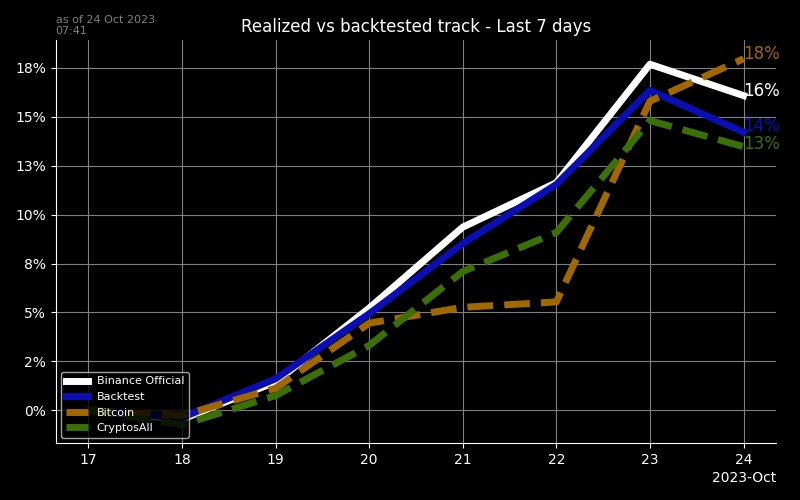 as of 24 Oct 2023
07:41
Realized vs backtested track - Last 7 days
18%
15%
13%
10%
8%
5%
2%
0%
18%
16%
14%
13%
Binance Official
Backtest
Bitcoin
CryptosAll
17 18 19 20 21 22 23 24
2023-Oct